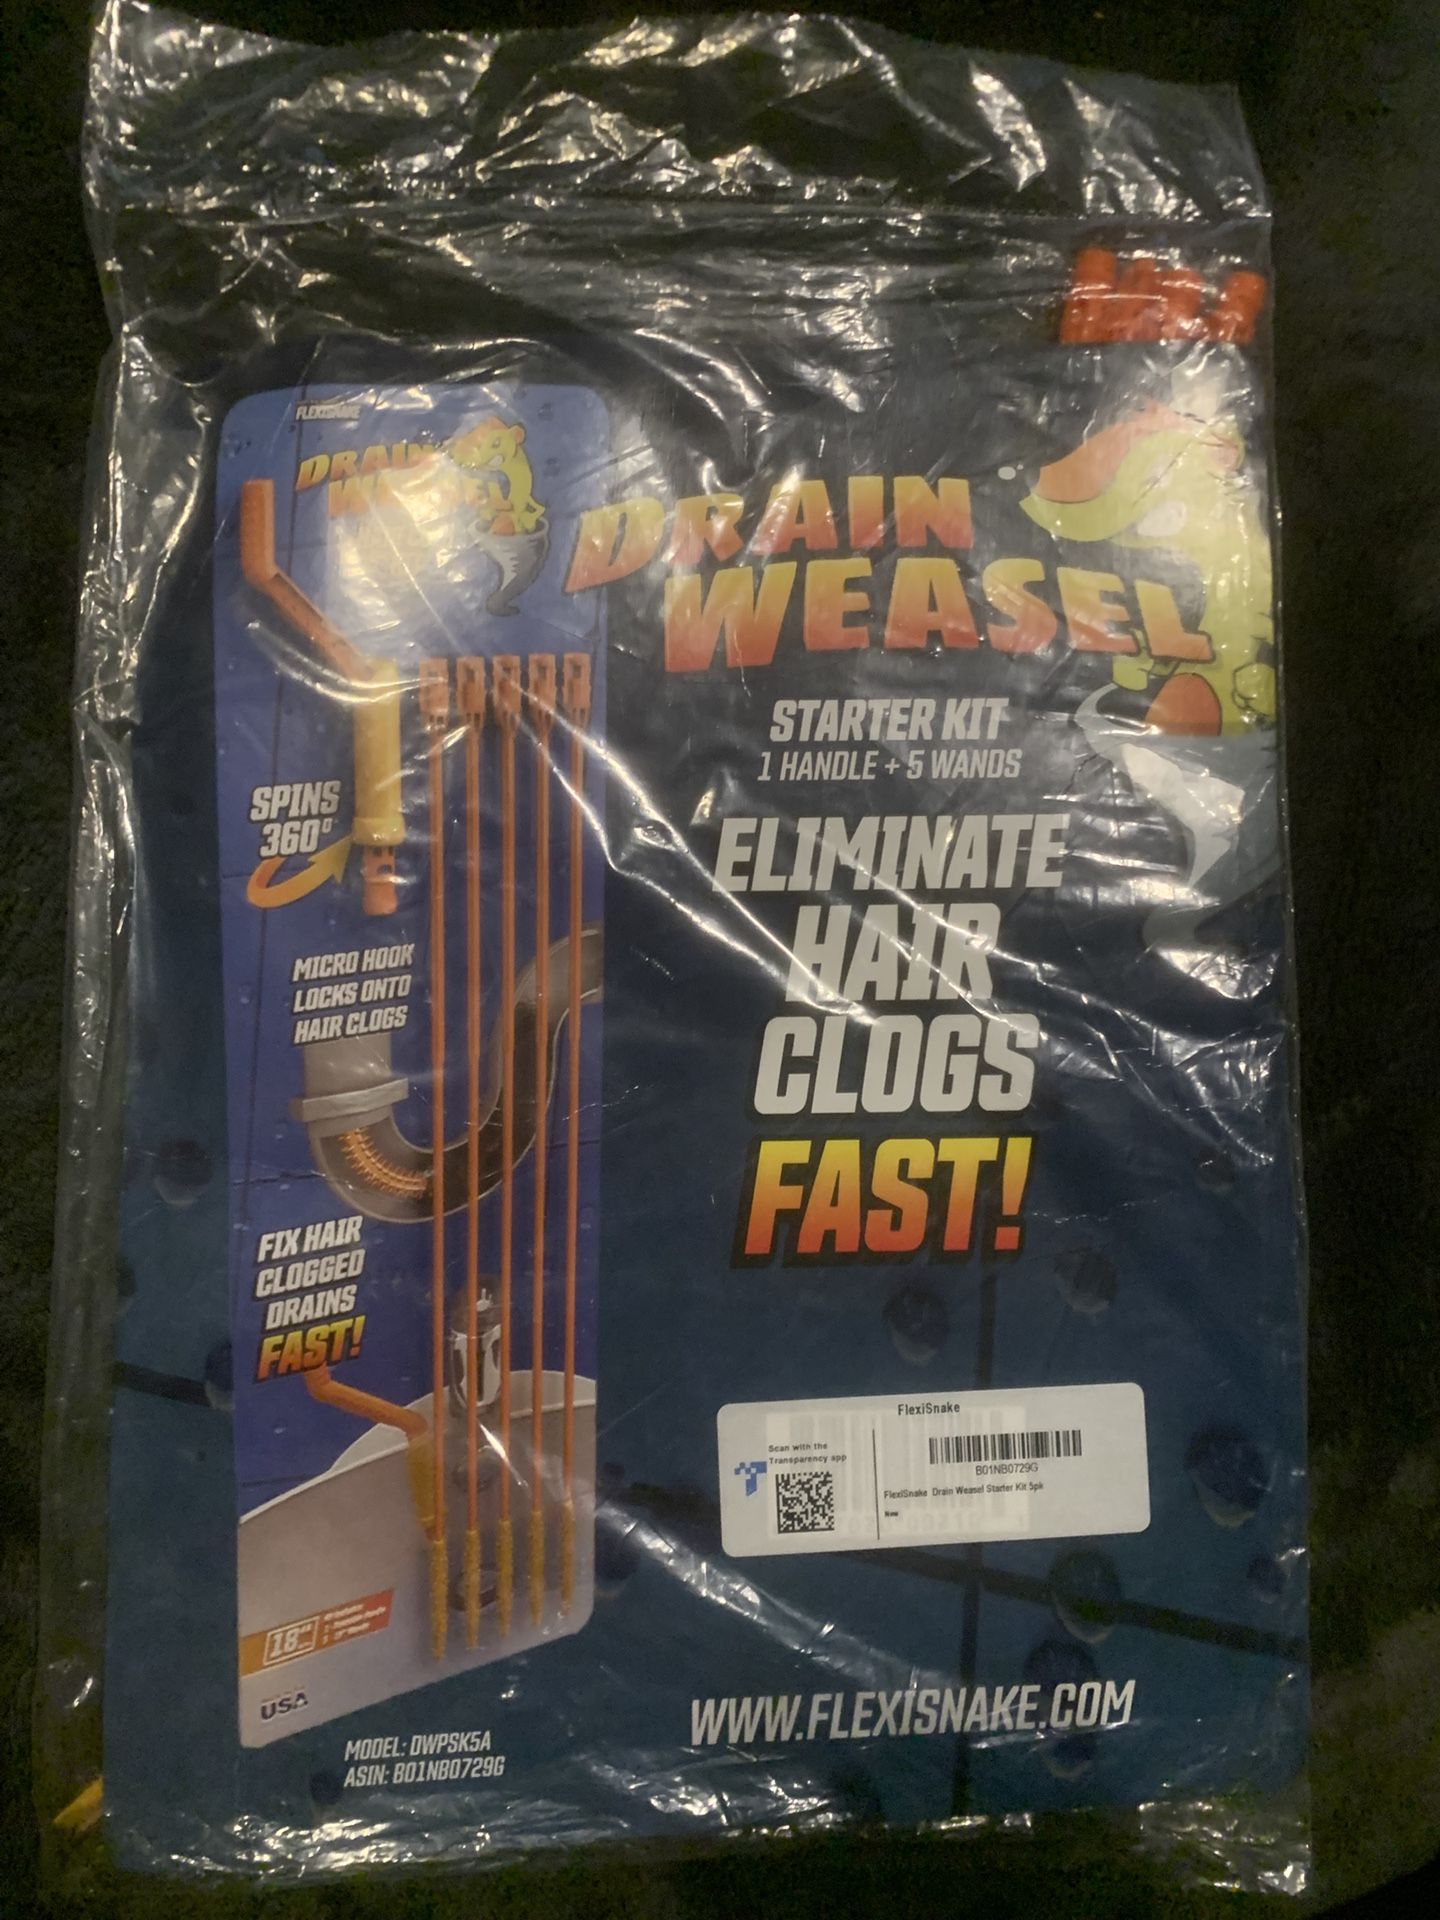 FLEXISNAKE
DRAIN
WEASEL
SPINS
360°
MICRO HOOK
LOCKS ONTO
HAIR CLOGS
FIX HAIR
CLOGGED
DRAINS
FAST!
18"
USA
MODEL: DWPSK5A
ASIN: B01NB0729G
DRAIN
WEASEL
STARTER KIT
1 HANDLE + 5 WANDS
ELIMINATE
HAIR
CLOGS
FAST!
FlexiSnake
Scan with the
Transparency app
B01NB0729G
FlexiSnake Drain Weasel Starter Kit 5pk
New
WWW.FLEXISNAKE.COM